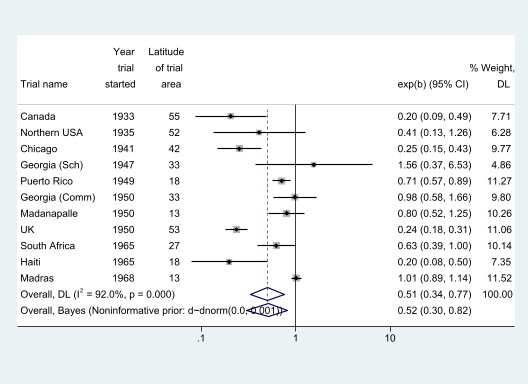 Year Latitude
trial of trial % Weight,
Trial name started area exp(b) (95% CI) DL
Canada 1933 55 0.20 (0.09, 0.49) 7.71
Northern USA 1935 52 0.41 (0.13, 1.26) 6.28
Chicago 1941 42 0.25 (0.15, 0.43) 9.77
Georgia (Sch) 1947 33 1.56 (0.37, 6.53) 4.86
Puerto Rico 1949 18 0.71 (0.57, 0.89) 11.27
Georgia (Comm) 1950 33 0.98 (0.58, 1.66) 9.80
Madanapalle 1950 13 0.80 (0.52, 1.25) 10.26
UK 1950 53 0.24 (0.18, 0.31) 11.06
South Africa 1965 27 0.63 (0.39, 1.00) 10.14
Haiti 1965 18 0.20 (0.08, 0.50) 7.35
Madras 1968 13 1.01 (0.89, 1.14) 11.52
Overall, DL (I² = 92.0%, p = 0.000) 0.51 (0.34, 0.77) 100.00
Overall, Bayes (Noninformative prior: d~dnorm(0.0, 0.001)) 0.52 (0.30, 0.82)
.1 1 10